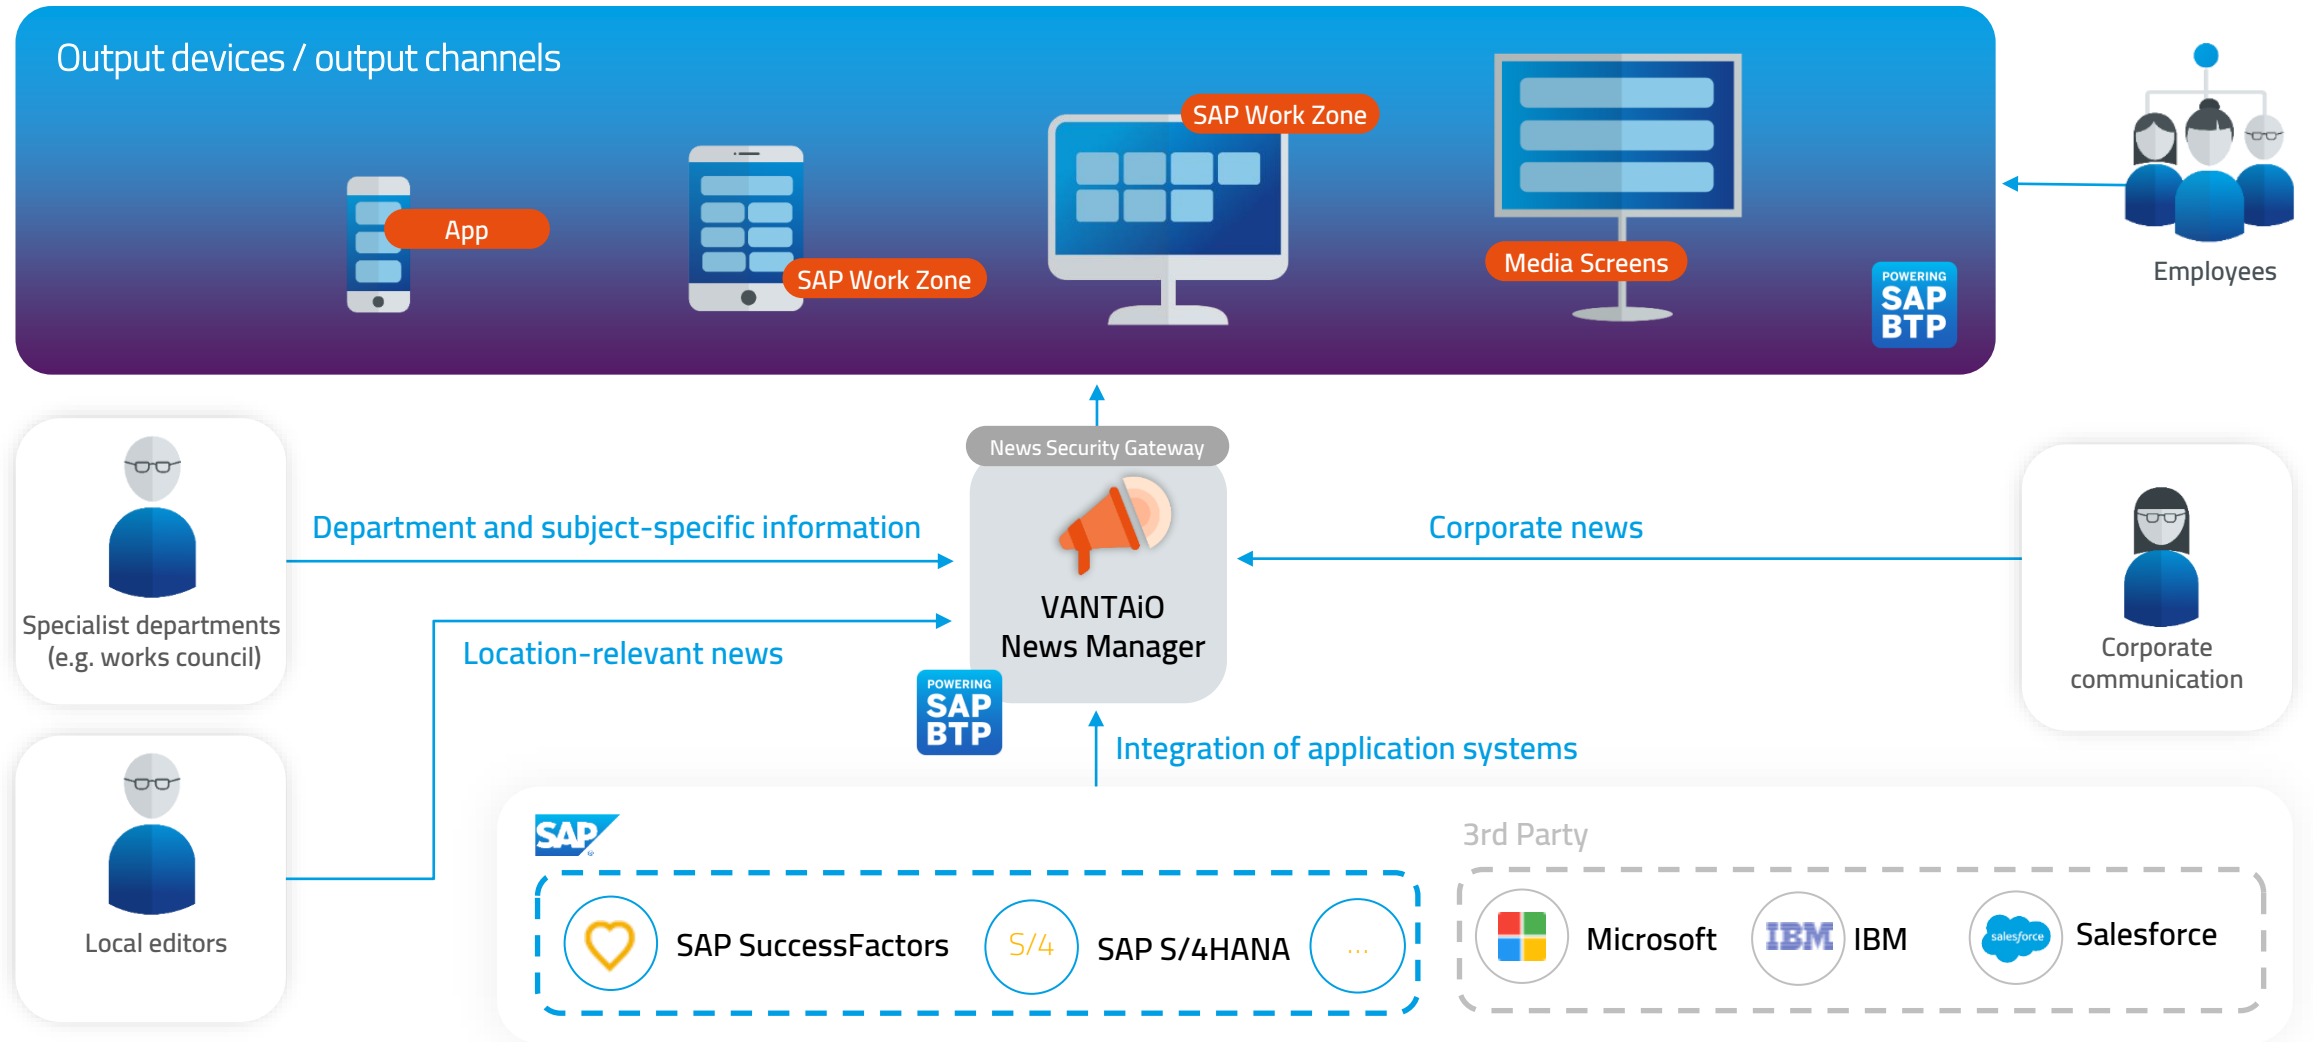 Output devices / output channels
SAP Work Zone
App
SAP Work Zone
Media Screens
POWERING
SAP
BTP
Employees
News Security Gateway
Department and subject-specific information
Corporate news
VANTAiO
News Manager
Specialist departments
(e.g. works council)
Location-relevant news
Corporate
communication
POWERING
SAP
BTP
Integration of application systems
Local editors
SAP
®
3rd Party
SAP SuccessFactors
S/4
SAP S/4HANA
...
Microsoft
IBM
IBM
salesforce
Salesforce